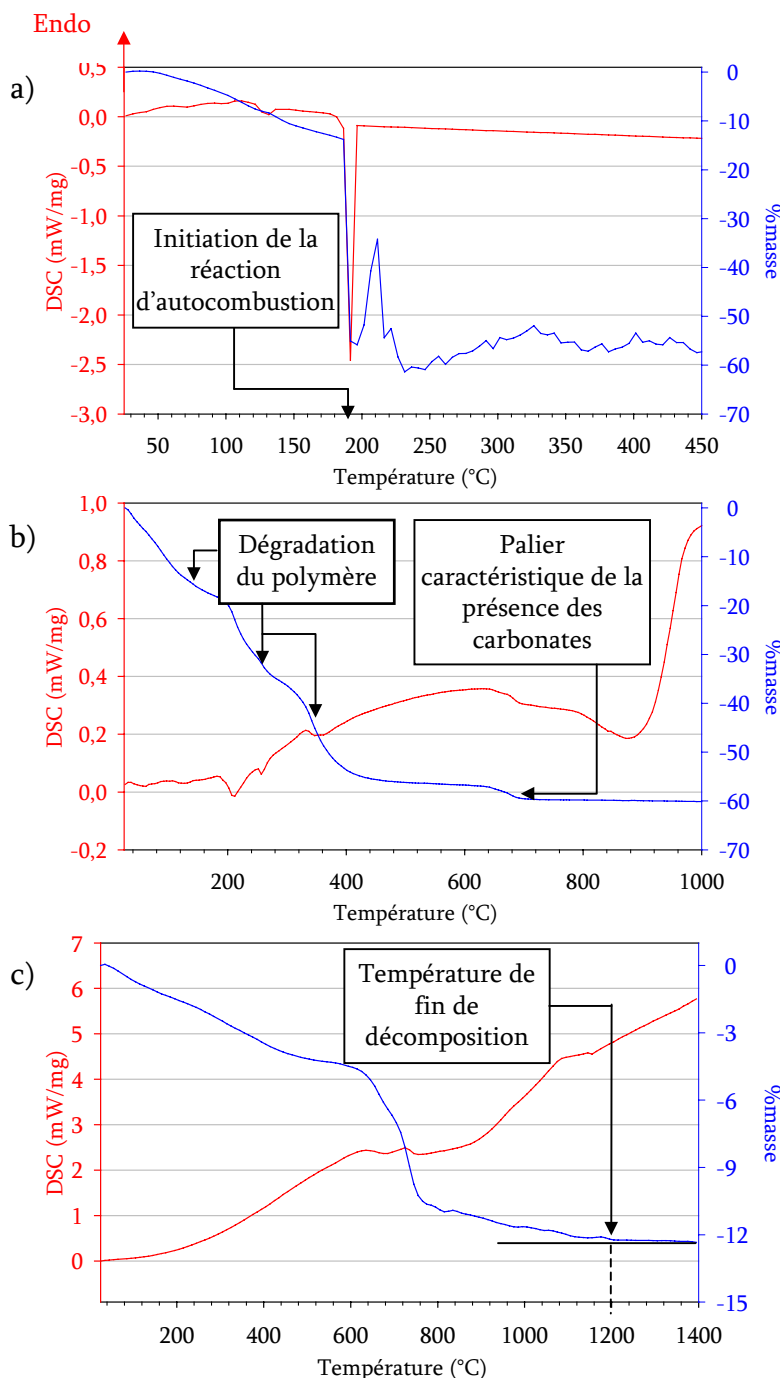 Endo
a)
0,5
0,0
-0,5
-1,0
-1,5
-2,0
-2,5
-3,0
DSC (mW/mg)
Initiation de la
réaction
d'autocombustion
0
-10
-20
-30
-40
-50
-60
-70
%masse
50 100 150 200 250 300 350 400 450
Température (°C)
b)
1,0
0,8
0,6
0,4
0,2
0,0
-0,2
DSC (mW/mg)
Dégradation
du polymère
Palier
caractéristique de la
présence des
carbonates
0
-10
-20
-30
-40
-50
-60
-70
%masse
200 400 600 800 1000
Température (°C)
c)
7
6
5
4
3
2
1
0
DSC (mW/mg)
Température de
fin de
décomposition
0
-3
-6
-9
-12
-15
%masse
200 400 600 800 1000 1200 1400
Température (°C)